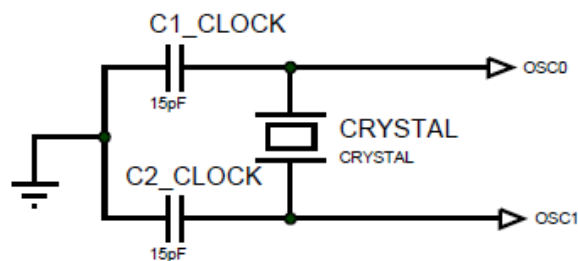 C1_CLOCK
15pF
OSC0
CRYSTAL
CRYSTAL
C2_CLOCK
15pF
OSC1